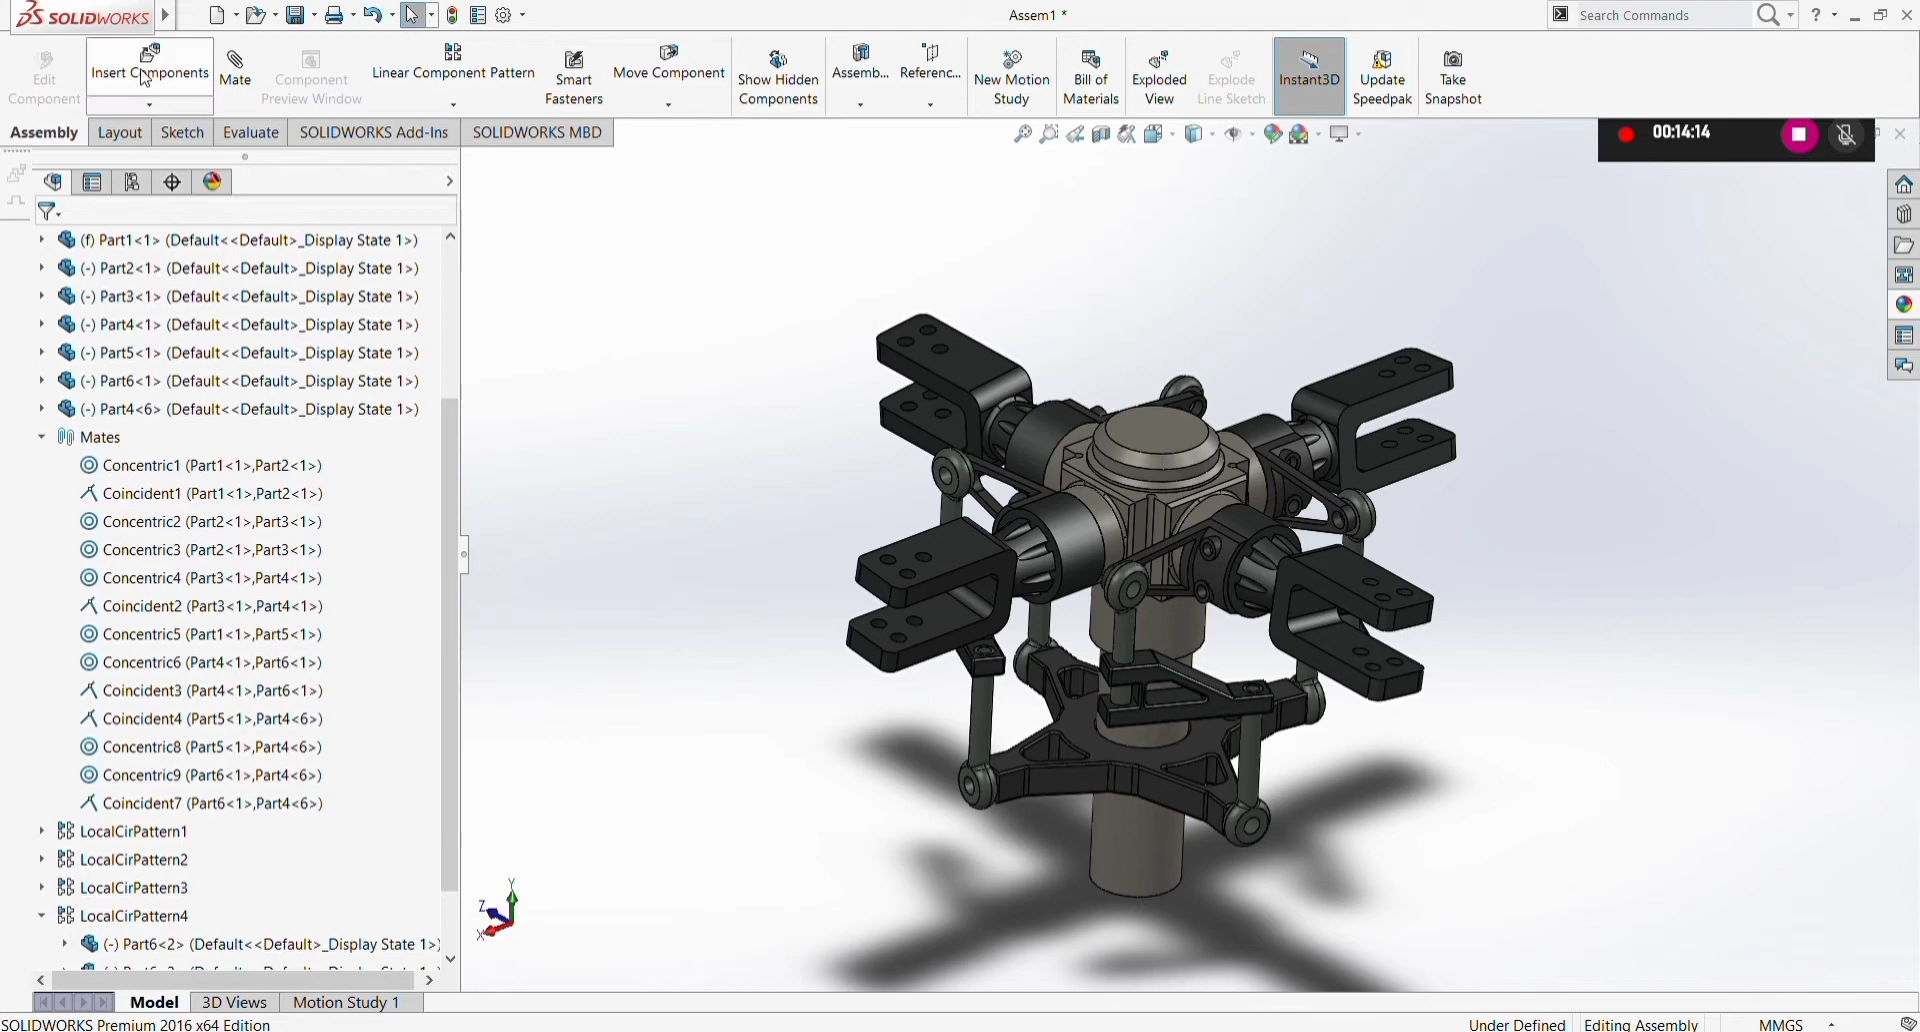 SOLIDWORKS
Assem1 *
Search Commands
?
Edit Component
Insert Components
Mate
Component Preview Window
Linear Component Pattern
Smart Fasteners
Move Component
Show Hidden Components
Assemb...
Referenc...
New Motion Study
Bill of Materials
Exploded View
Explode Line Sketch
Instant3D
Update Speedpak
Take Snapshot
Assembly Layout Sketch Evaluate SOLIDWORKS Add-Ins SOLIDWORKS MBD
00:14:14
(f) Part1<1> (Default<<Default>_Display State 1>)
(-) Part2<1> (Default<<Default>_Display State 1>)
(-) Part3<1> (Default<<Default>_Display State 1>)
(-) Part4<1> (Default<<Default>_Display State 1>)
(-) Part5<1> (Default<<Default>_Display State 1>)
(-) Part6<1> (Default<<Default>_Display State 1>)
(-) Part4<6> (Default<<Default>_Display State 1>)
Mates
Concentric1 (Part1<1>,Part2<1>)
Coincident1 (Part1<1>,Part2<1>)
Concentric2 (Part2<1>,Part3<1>)
Concentric3 (Part2<1>,Part3<1>)
Concentric4 (Part3<1>,Part4<1>)
Coincident2 (Part3<1>,Part4<1>)
Concentric5 (Part1<1>,Part5<1>)
Concentric6 (Part4<1>,Part6<1>)
Coincident3 (Part4<1>,Part6<1>)
Coincident4 (Part5<1>,Part4<6>)
Concentric8 (Part5<1>,Part4<6>)
Concentric9 (Part6<1>,Part4<6>)
Coincident7 (Part6<1>,Part4<6>)
LocalCirPattern1
LocalCirPattern2
LocalCirPattern3
LocalCirPattern4
(-) Part6<2> (Default<<Default>_Display State 1>)
Y
Z
X
Model 3D Views Motion Study 1
SOLIDWORKS Premium 2016 x64 Edition
Under Defined Editing Assembly MMGS